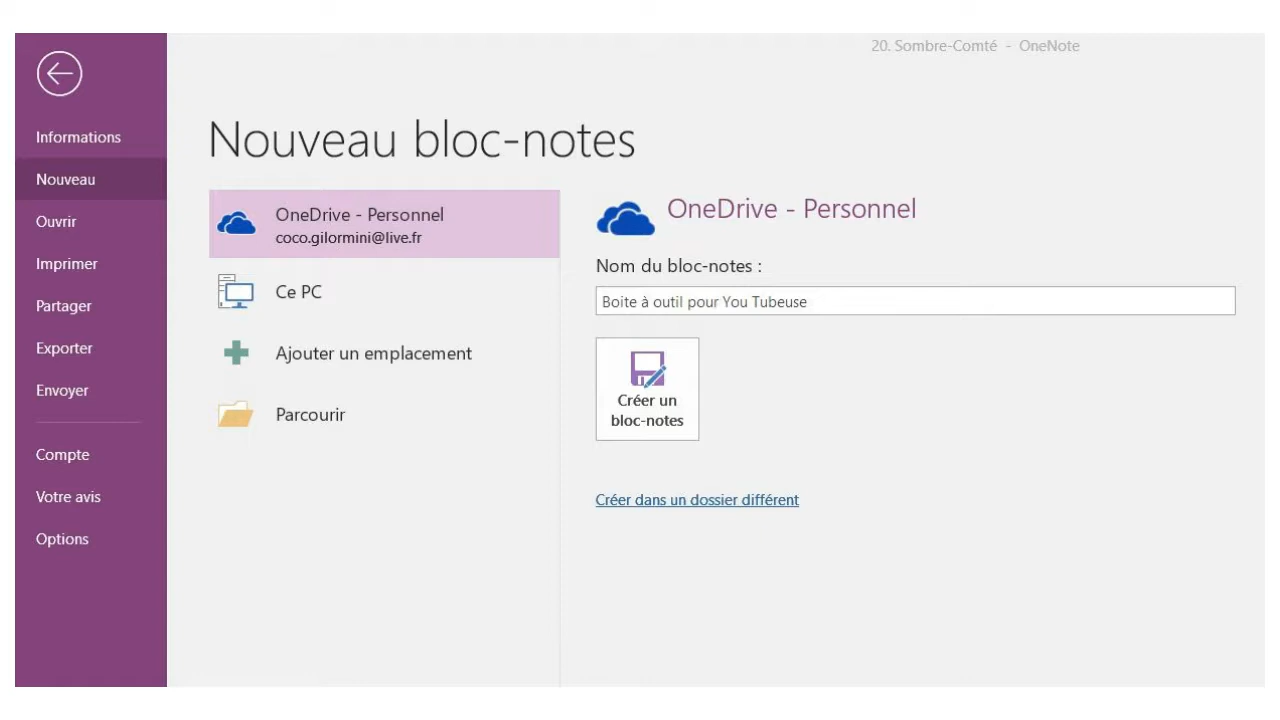 20. Sombre-Comté - OneNote
Informations
Nouveau
Ouvrir
Imprimer
Partager
Exporter
Envoyer
Compte
Votre avis
Options
Nouveau bloc-notes
OneDrive - Personnel
coco.gilormini@live.fr
Ce PC
Ajouter un emplacement
Parcourir
OneDrive - Personnel
Nom du bloc-notes :
Boite à outil pour You Tubeuse
Créer un
bloc-notes
Créer dans un dossier différent